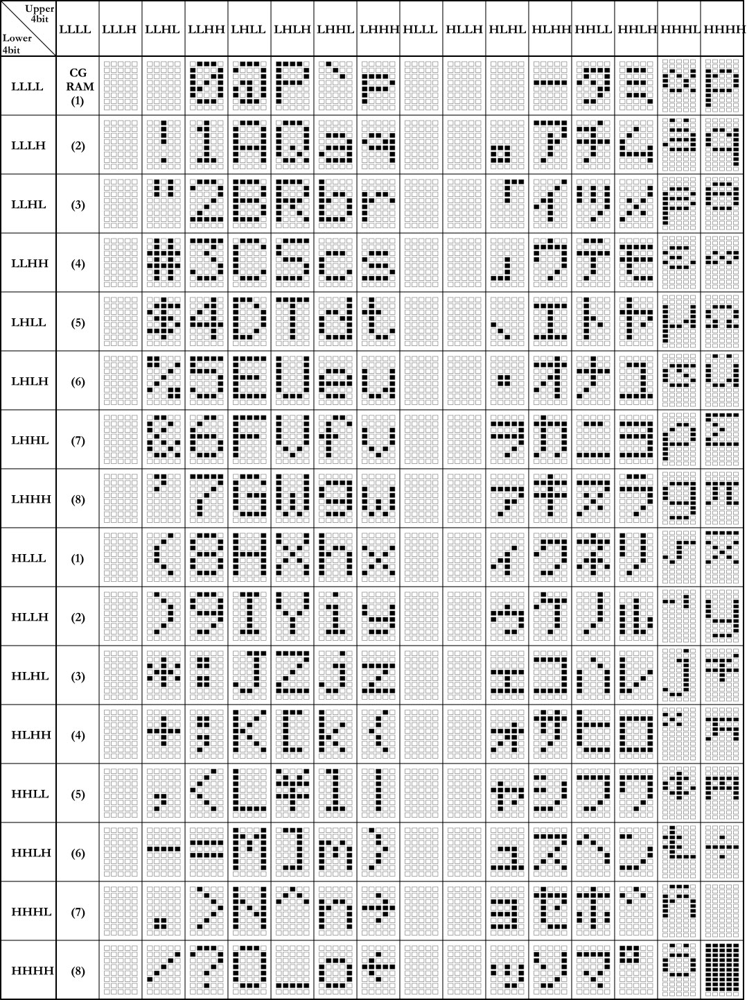 Upper 4bit
Lower 4bit
LLLL LLLH LLHL LLHH LHLL LHLH LHHL LHHH HLLL HLLH HLHL HLHH HHLL HHLH HHHL HHHH
LLLL CG RAM (1) 0 @ P ` p ー タ ミ α p
LLLH (2) ! 1 A Q a q 。 ア チ ム ä q
LLHL (3) " 2 B R b r 「 イ ツ メ β θ
LLHH (4) # 3 C S c s 」 ウ テ モ ε ∞
LHLL (5) $ 4 D T d t 、 エ ト ヤ μ Ω
LHLH (6) % 5 E U e u ・ オ ナ ユ σ ü
LHHL (7) & 6 F V f v ヲ カ ニ ヨ ρ Σ
LHHH (8) ' 7 G W g w ァ キ ヌ ラ g π
HLLL (1) ( 8 H X h x ィ ク ネ リ √ x̄
HLLH (2) ) 9 I Y i y ゥ ケ ノ ル ⁻¹ y
HLHL (3) * : J Z j z ェ コ ハ レ j 千
HLHH (4) + ; K [ k { ォ サ ヒ ロ ˣ 万
HHLL (5) , < L ¥ l | ャ シ フ ワ ¢ 円
HHLH (6) - = M ] m } ュ ス ヘ ン £ ÷
HHHL (7) . > N ^ n → ョ セ ホ ゛ ñ
HHHH (8) / ? O _ o ← ッ ソ マ ゜ ö █